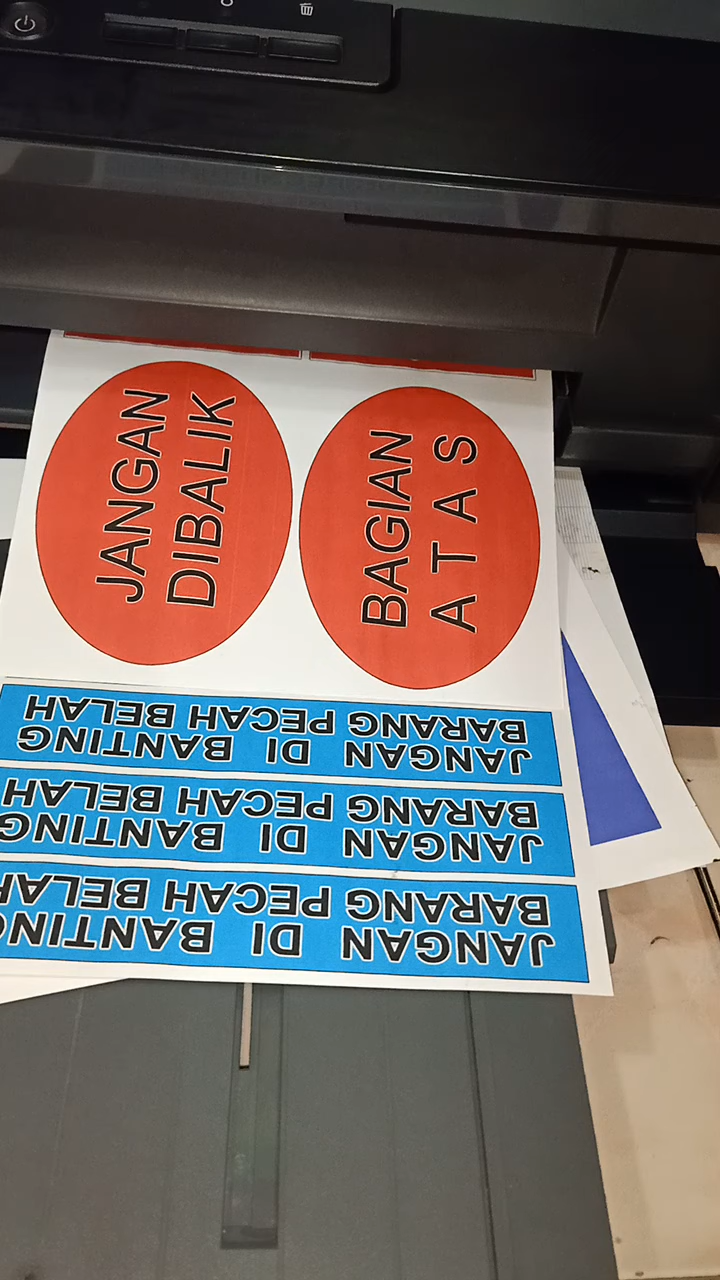 JANGAN
DIBALIK
BAGIAN
A T A S
JANGAN DI BANTING
BARANG PECAH BELAH
JANGAN DI BANTING
BARANG PECAH BELAH
JANGAN DI BANTING
BARANG PECAH BELAH